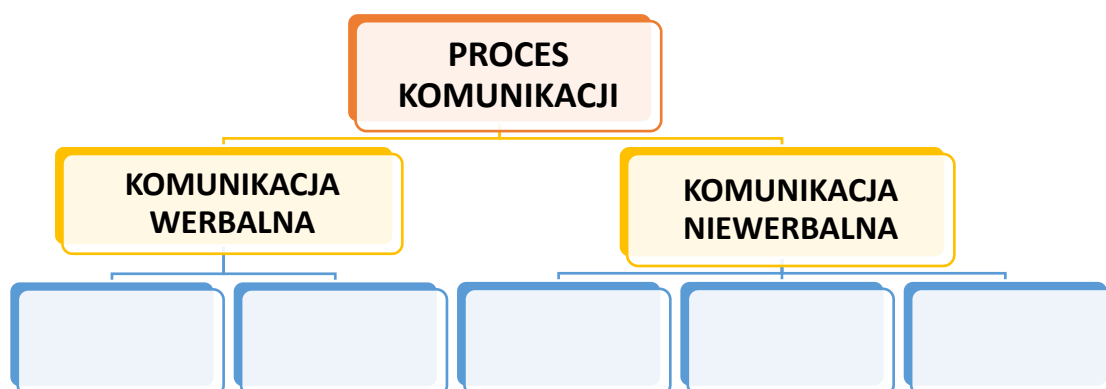 PROCES
KOMUNIKACJI
KOMUNIKACJA
WERBALNA
KOMUNIKACJA
NIEWERBALNA